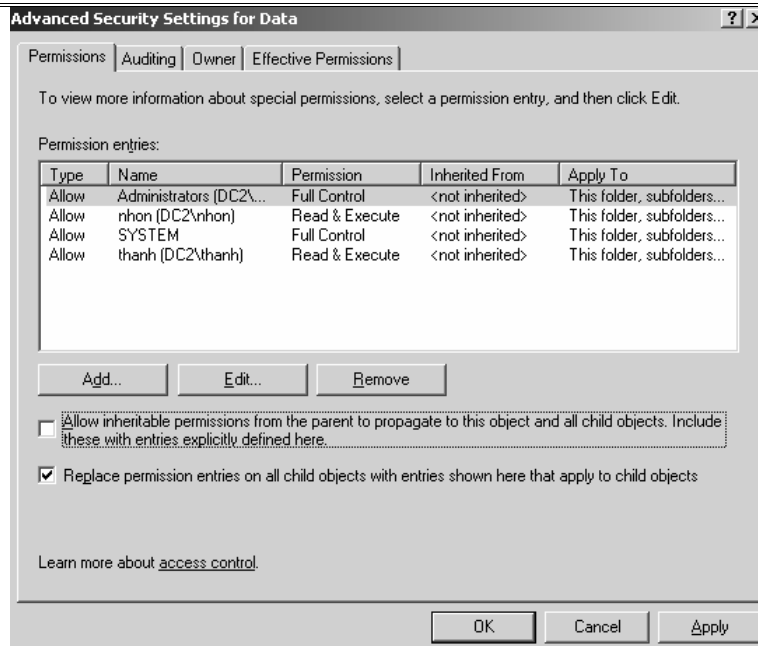 Advanced Security Settings for Data
Permissions Auditing Owner Effective Permissions
To view more information about special permissions, select a permission entry, and then click Edit.
Permission entries:
Type Name Permission Inherited From Apply To
Allow Administrators (DC2\... Full Control <not inherited> This folder, subfolders...
Allow nhon (DC2\nhon) Read & Execute <not inherited> This folder, subfolders...
Allow SYSTEM Full Control <not inherited> This folder, subfolders...
Allow thanh (DC2\thanh) Read & Execute <not inherited> This folder, subfolders...
Add... Edit... Remove
Allow inheritable permissions from the parent to propagate to this object and all child objects. Include
these with entries explicitly defined here.
Replace permission entries on all child objects with entries shown here that apply to child objects
Learn more about access control.
OK Cancel Apply